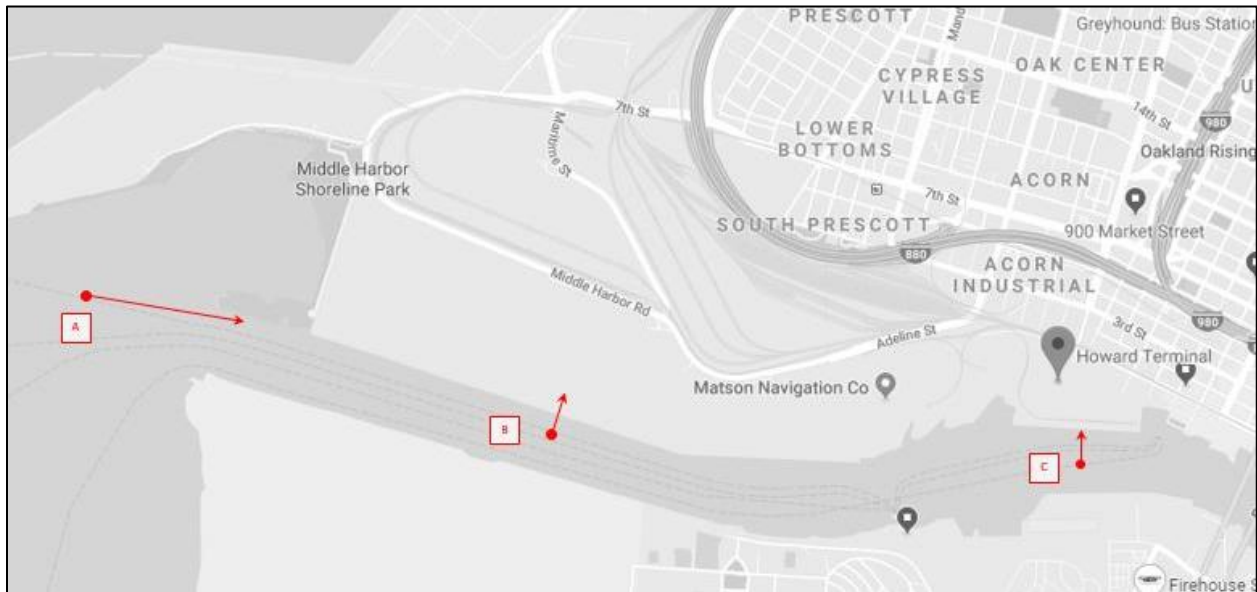 PRESCOTT
Greyhound: Bus Station
OAK CENTER
CYPRESS
VILLAGE
14th St
980
7th St
Maritime St
LOWER
BOTTOMS
Oakland Rising
Middle Harbor
Shoreline Park
ACORN
7th St
SOUTH PRESCOTT
900 Market Street
880
ACORN
INDUSTRIAL
Middle Harbor Rd
A
3rd St
980
Adeline St
Howard Terminal
Matson Navigation Co
B
C
Firehouse